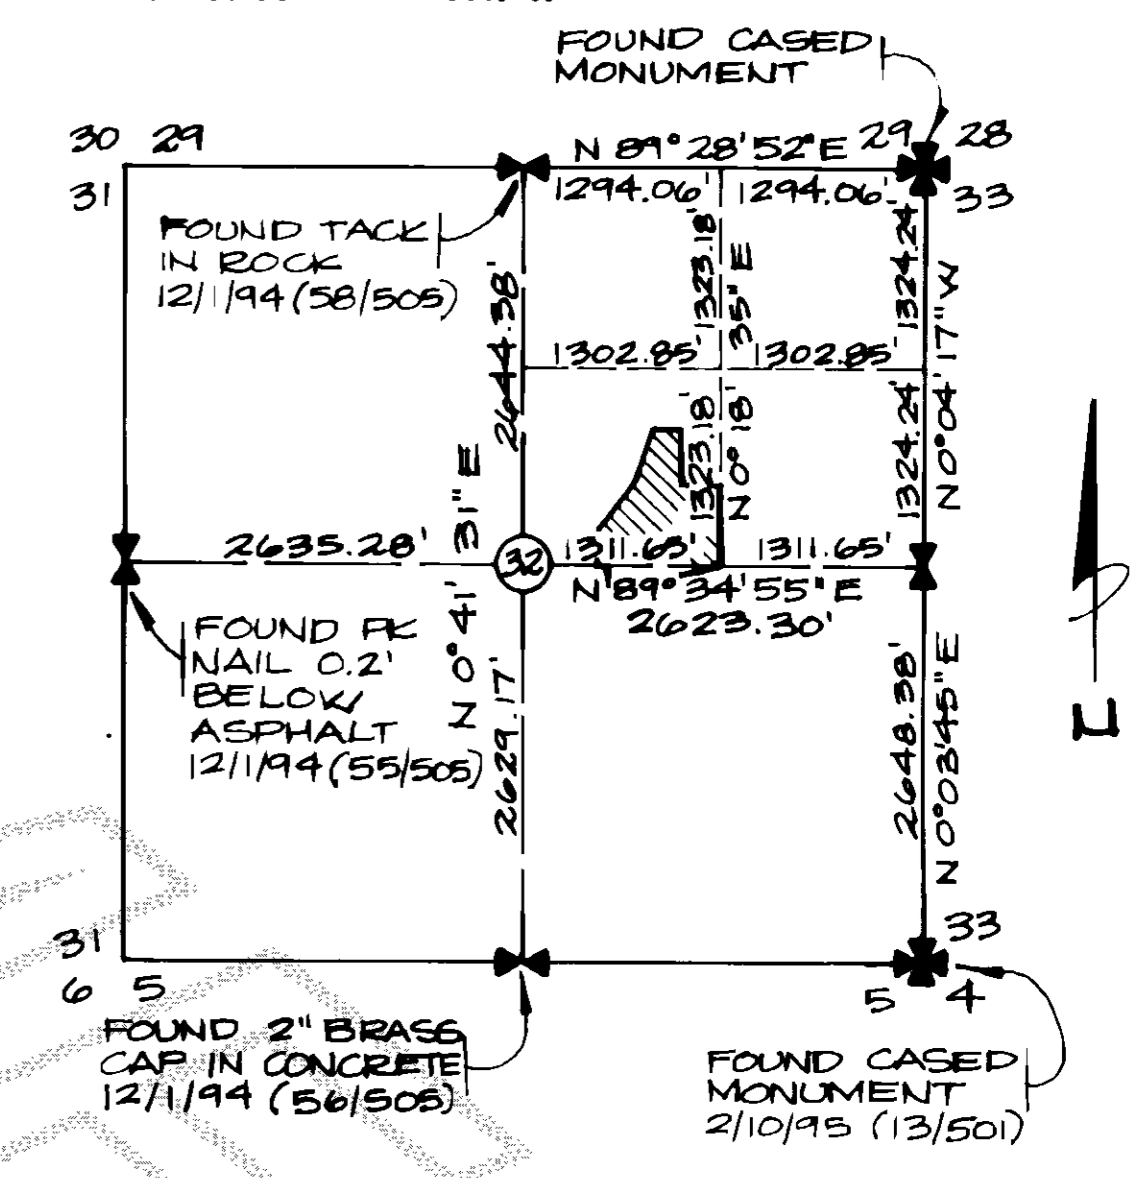 FOUND CASED
MONUMENT
30 29
N 89°28'52"E
29 28
31
1294.06'
1294.06'
33
FOUND TACK
IN ROCK
12/1/94 (58/505)
2644.38'
1323.18'
1323.18'
N 0°18'35"E
1324.24
1324.24'
N 0°04'17"W
1302.85'
1302.85'
N 0°41'31"E
2635.28'
32
1311.65'
1311.65'
N 89°34'55"E
2623.30'
FOUND PK
NAIL 0.2'
BELOW
ASPHALT
12/1/94 (55/505)
2629.17'
2648.38'
N 0°03'45"E
31
33
6 5
5 4
FOUND 2" BRASS
CAP IN CONCRETE
12/1/94 (56/505)
FOUND CASED
MONUMENT
2/10/95 (13/501)